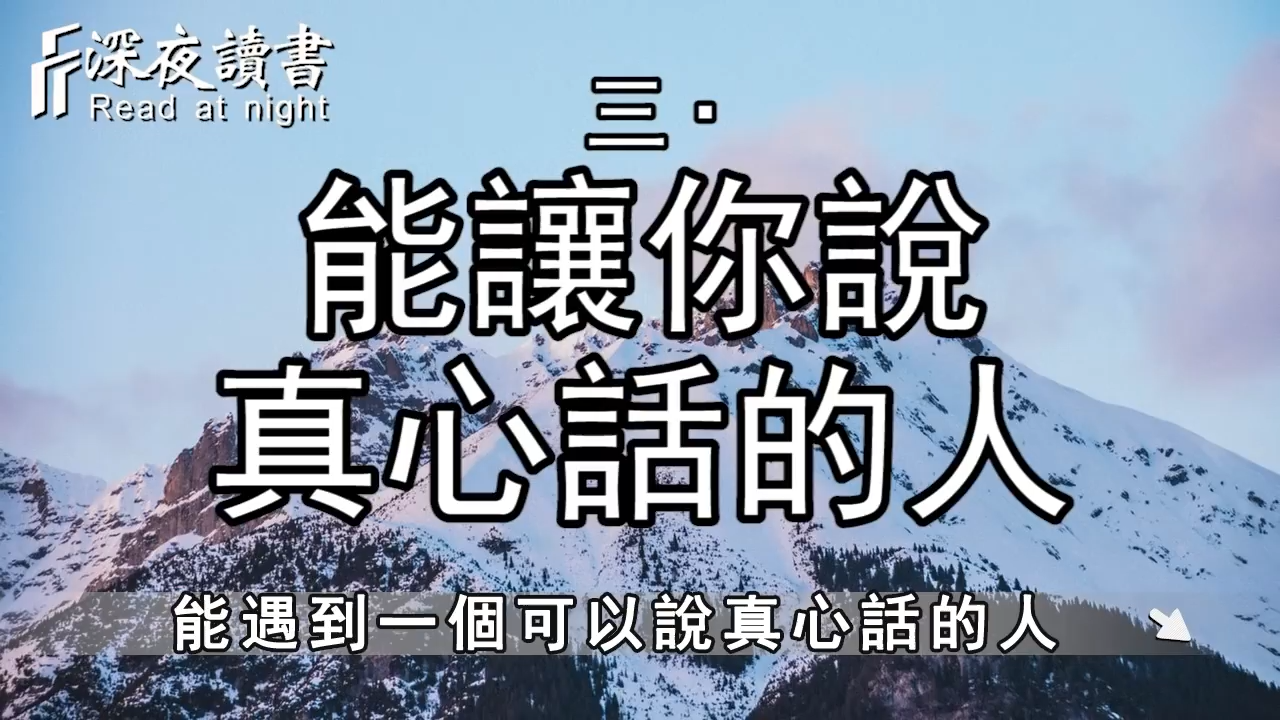 深夜讀書
Read at night
三·
能讓你說
真心話的人
能遇到一個可以說真心話的人